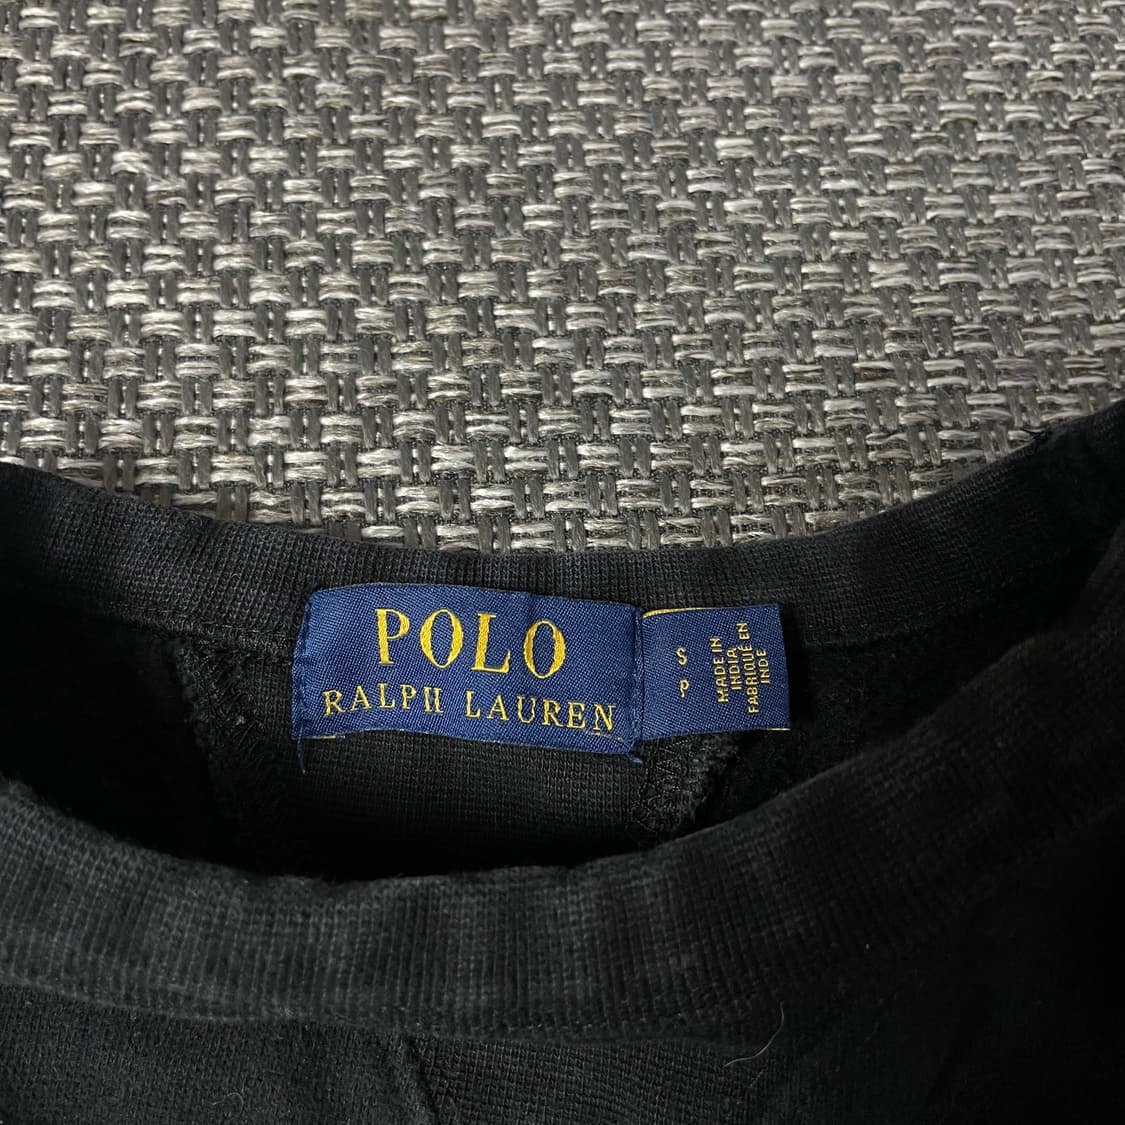 POLO
RALPH LAUREN
S
P
MADE IN
INDIA
FABRIQUÉ EN
INDE